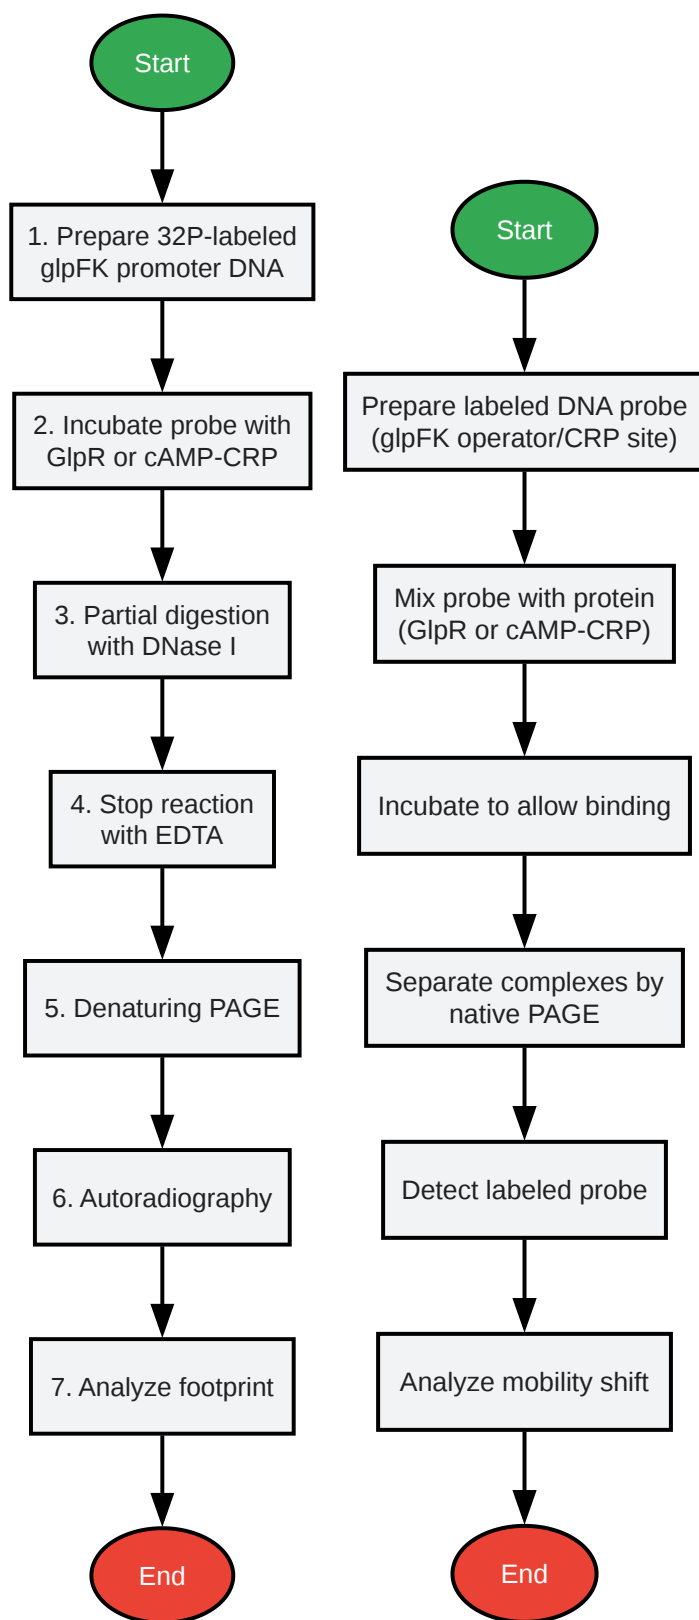 Start
1. Prepare 32P-labeled
glpFK promoter DNA
2. Incubate probe with
GlpR or cAMP-CRP
3. Partial digestion
with DNase I
4. Stop reaction
with EDTA
5. Denaturing PAGE
6. Autoradiography
7. Analyze footprint
End
Start
Prepare labeled DNA probe
(glpFK operator/CRP site)
Mix probe with protein
(GlpR or cAMP-CRP)
Incubate to allow binding
Separate complexes by
native PAGE
Detect labeled probe
Analyze mobility shift
End